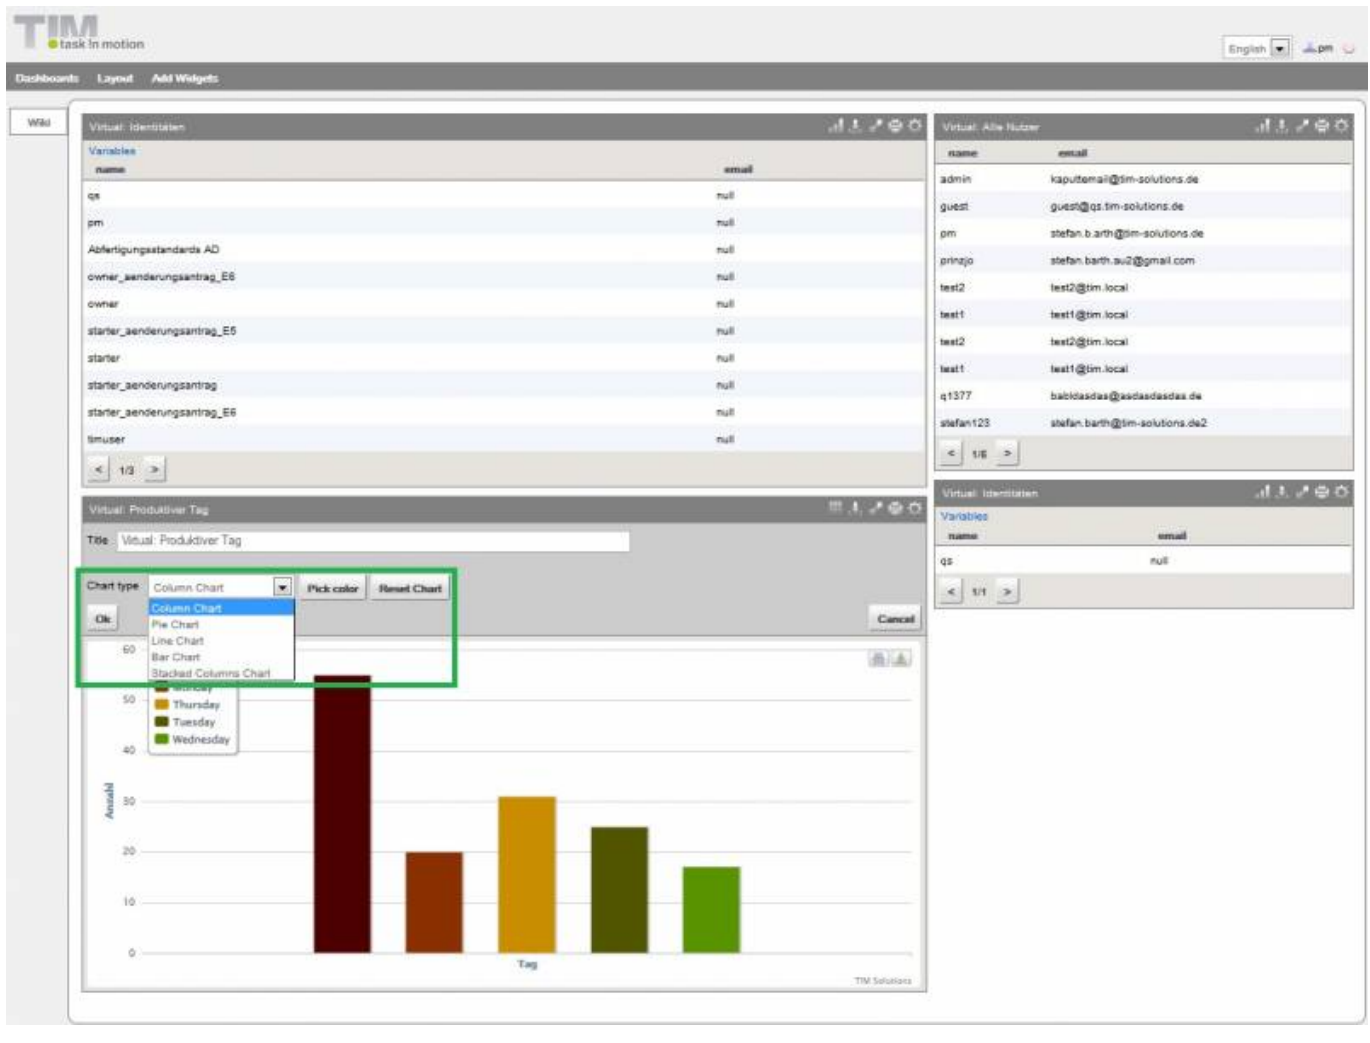 TIM
task in motion
English
pm
Dashboards Layout Add Widgets
Wiki
Virtual: Identitäten
Variables
name email
qs null
pm null
Abfertigungsstandards AD null
owner_aenderungsantrag_E6 null
owner null
starter_aenderungsantrag_E5 null
starter null
starter_aenderungsantrag null
starter_aenderungsantrag_E6 null
timuser null
< 1/3 >
Virtual: Alle Nutzer
name email
admin kaputtemail@tim-solutions.de
guest guest@qs.tim-solutions.de
pm stefan.b.arth@tim-solutions.de
prinzjo stefan.barth.au2@gmail.com
test2 test2@tim.local
test1 test1@tim.local
test2 test2@tim.local
test1 test1@tim.local
q1377 babldasdas@asdasdasdas.de
stefan123 stefan.barth@tim-solutions.de2
< 1/6 >
Virtual: Identitäten
Variables
name email
qs null
< 1/1 >
Virtual: Produktiver Tag
Title Virtual: Produktiver Tag
Chart type Column Chart Pick color Reset Chart
Column Chart
Pie Chart
Line Chart
Bar Chart
Stacked Columns Chart
Ok Cancel
Monday
Thursday
Tuesday
Wednesday
60
50
40
30
20
10
0
Anzahl
Tag
TIM Solutions